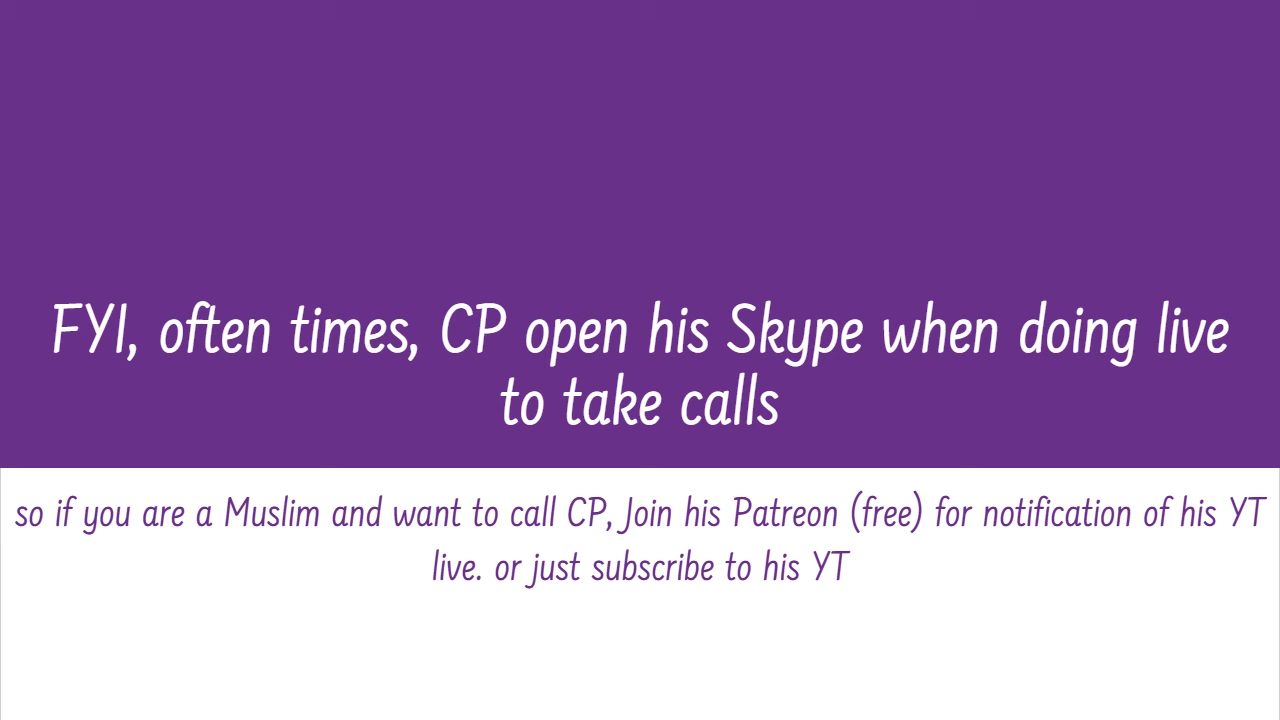 FYI, often times, CP open his Skype when doing live
to take calls
so if you are a Muslim and want to call CP, Join his Patreon (free) for notification of his YT
live. or just subscribe to his YT